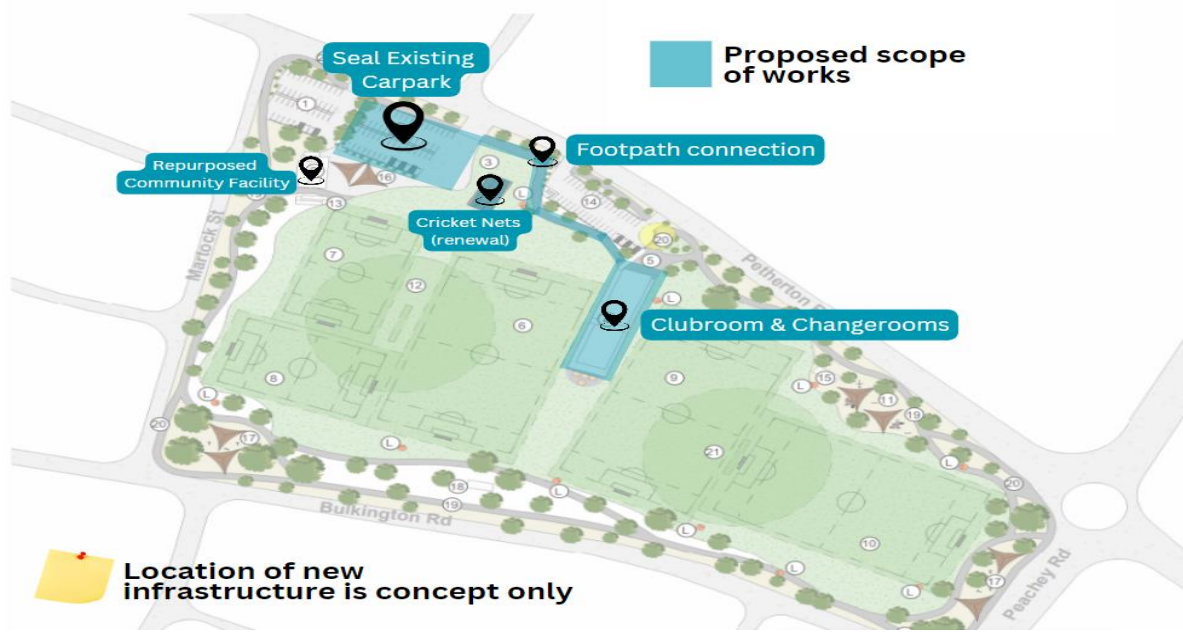 Seal Existing
Carpark
Proposed scope
of works
Footpath connection
Repurposed
Community Facility
Cricket Nets
(renewal)
Clubroom & Changerooms
Martock St
Petherton
Bulkington Rd
Peachey Rd
1
3
16
L
14
13
20
5
7
12
L
6
8
9
L
15
11
19
L
20
17
L
21
L
20
18
L
19
L
10
L
17
L
Location of new
infrastructure is concept only